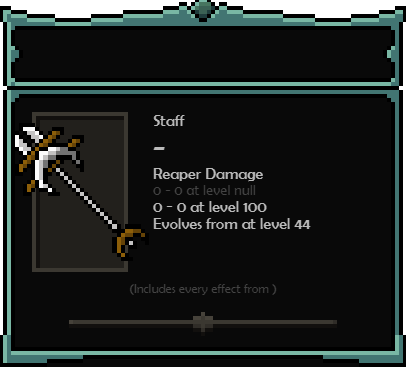 Staff
–
Reaper Damage
0 - 0 at level null
0 - 0 at level 100
Evolves from at level 44
(Includes every effect from )